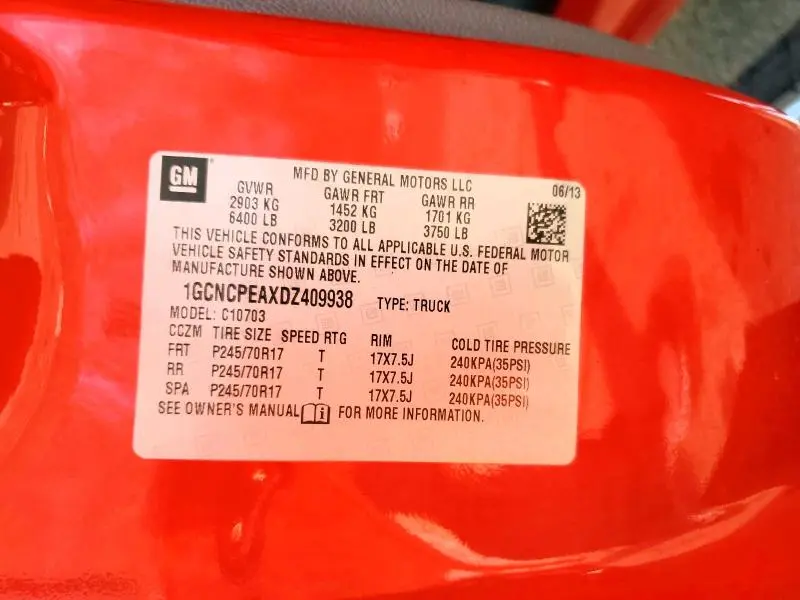 GM
MFD BY GENERAL MOTORS LLC 06/13
GVWR GAWR FRT GAWR RR
2903 KG 1452 KG 1701 KG
6400 LB 3200 LB 3750 LB
THIS VEHICLE CONFORMS TO ALL APPLICABLE U.S. FEDERAL MOTOR
VEHICLE SAFETY STANDARDS IN EFFECT ON THE DATE OF
MANUFACTURE SHOWN ABOVE.
1GCNCPEAXDZ409938 TYPE: TRUCK
MODEL: C10703
CCZM TIRE SIZE SPEED RTG RIM COLD TIRE PRESSURE
FRT P245/70R17 T 17X7.5J 240KPA(35PSI)
RR P245/70R17 T 17X7.5J 240KPA(35PSI)
SPA P245/70R17 T 17X7.5J 240KPA(35PSI)
SEE OWNER'S MANUAL FOR MORE INFORMATION.